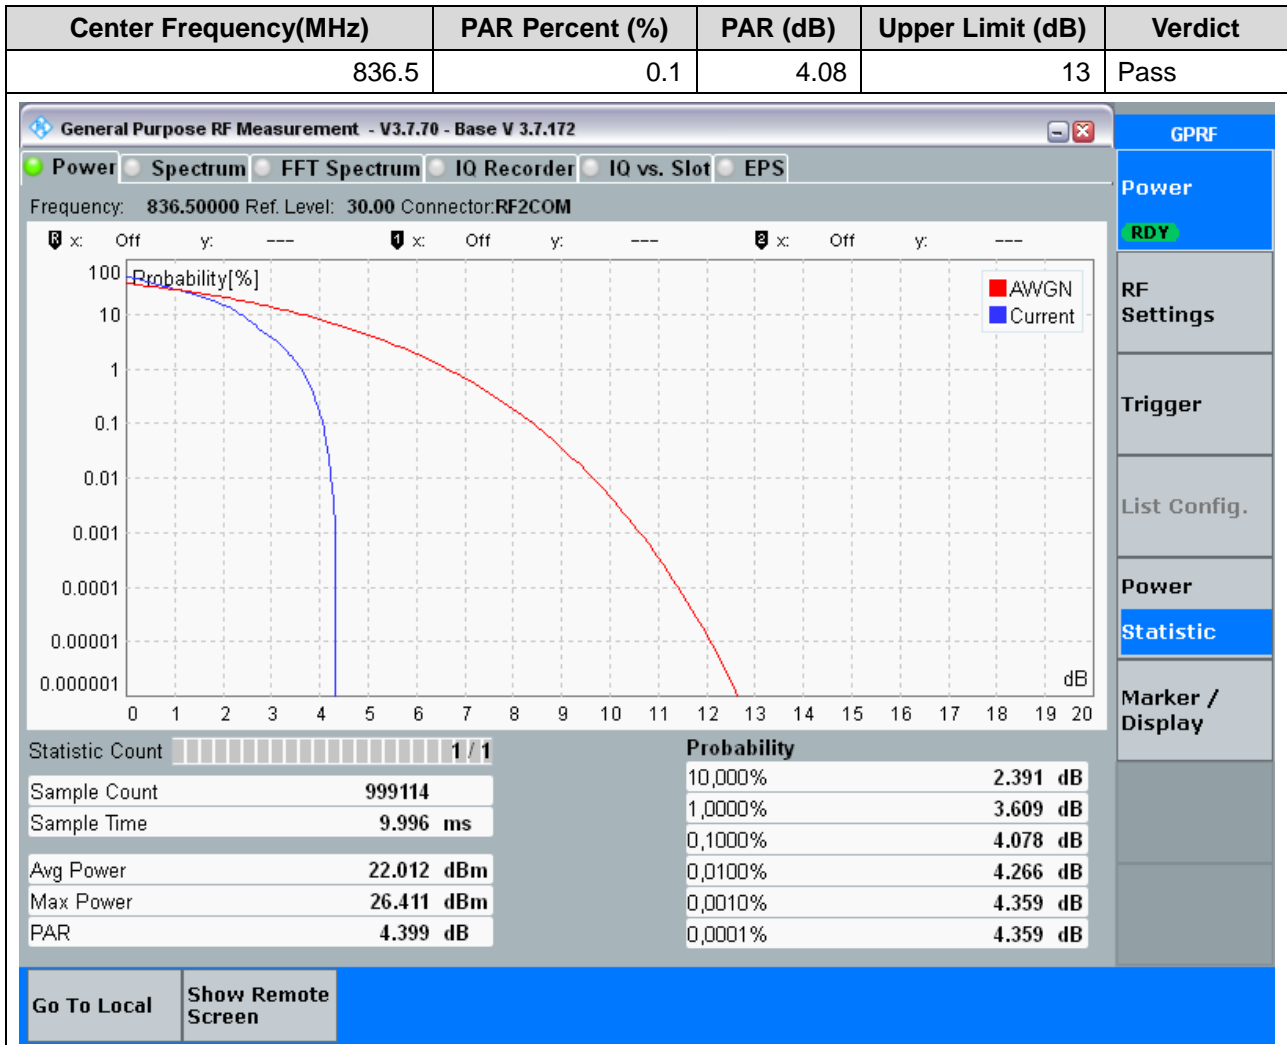 Center Frequency(MHz) PAR Percent (%) PAR (dB) Upper Limit (dB) Verdict
836.5 0.1 4.08 13 Pass
General Purpose RF Measurement - V3.7.70 - Base V 3.7.172
GPRF
Power Spectrum FFT Spectrum IQ Recorder IQ vs. Slot EPS
Frequency: 836.50000 Ref. Level: 30.00 Connector:RF2COM
R x: Off y: --- 1 x: Off y: --- 2 x: Off y: ---
Probability[%]
AWGN
Current
100
10
1
0.1
0.01
0.001
0.0001
0.00001
0.000001
dB
0 1 2 3 4 5 6 7 8 9 10 11 12 13 14 15 16 17 18 19 20
Statistic Count 1 / 1
Sample Count 999114
Sample Time 9.996 ms
Avg Power 22.012 dBm
Max Power 26.411 dBm
PAR 4.399 dB
Probability
10,000% 2.391 dB
1,0000% 3.609 dB
0,1000% 4.078 dB
0,0100% 4.266 dB
0,0010% 4.359 dB
0,0001% 4.359 dB
Power
RDY
RF
Settings
Trigger
List Config.
Power
Statistic
Marker /
Display
Go To Local
Show Remote
Screen